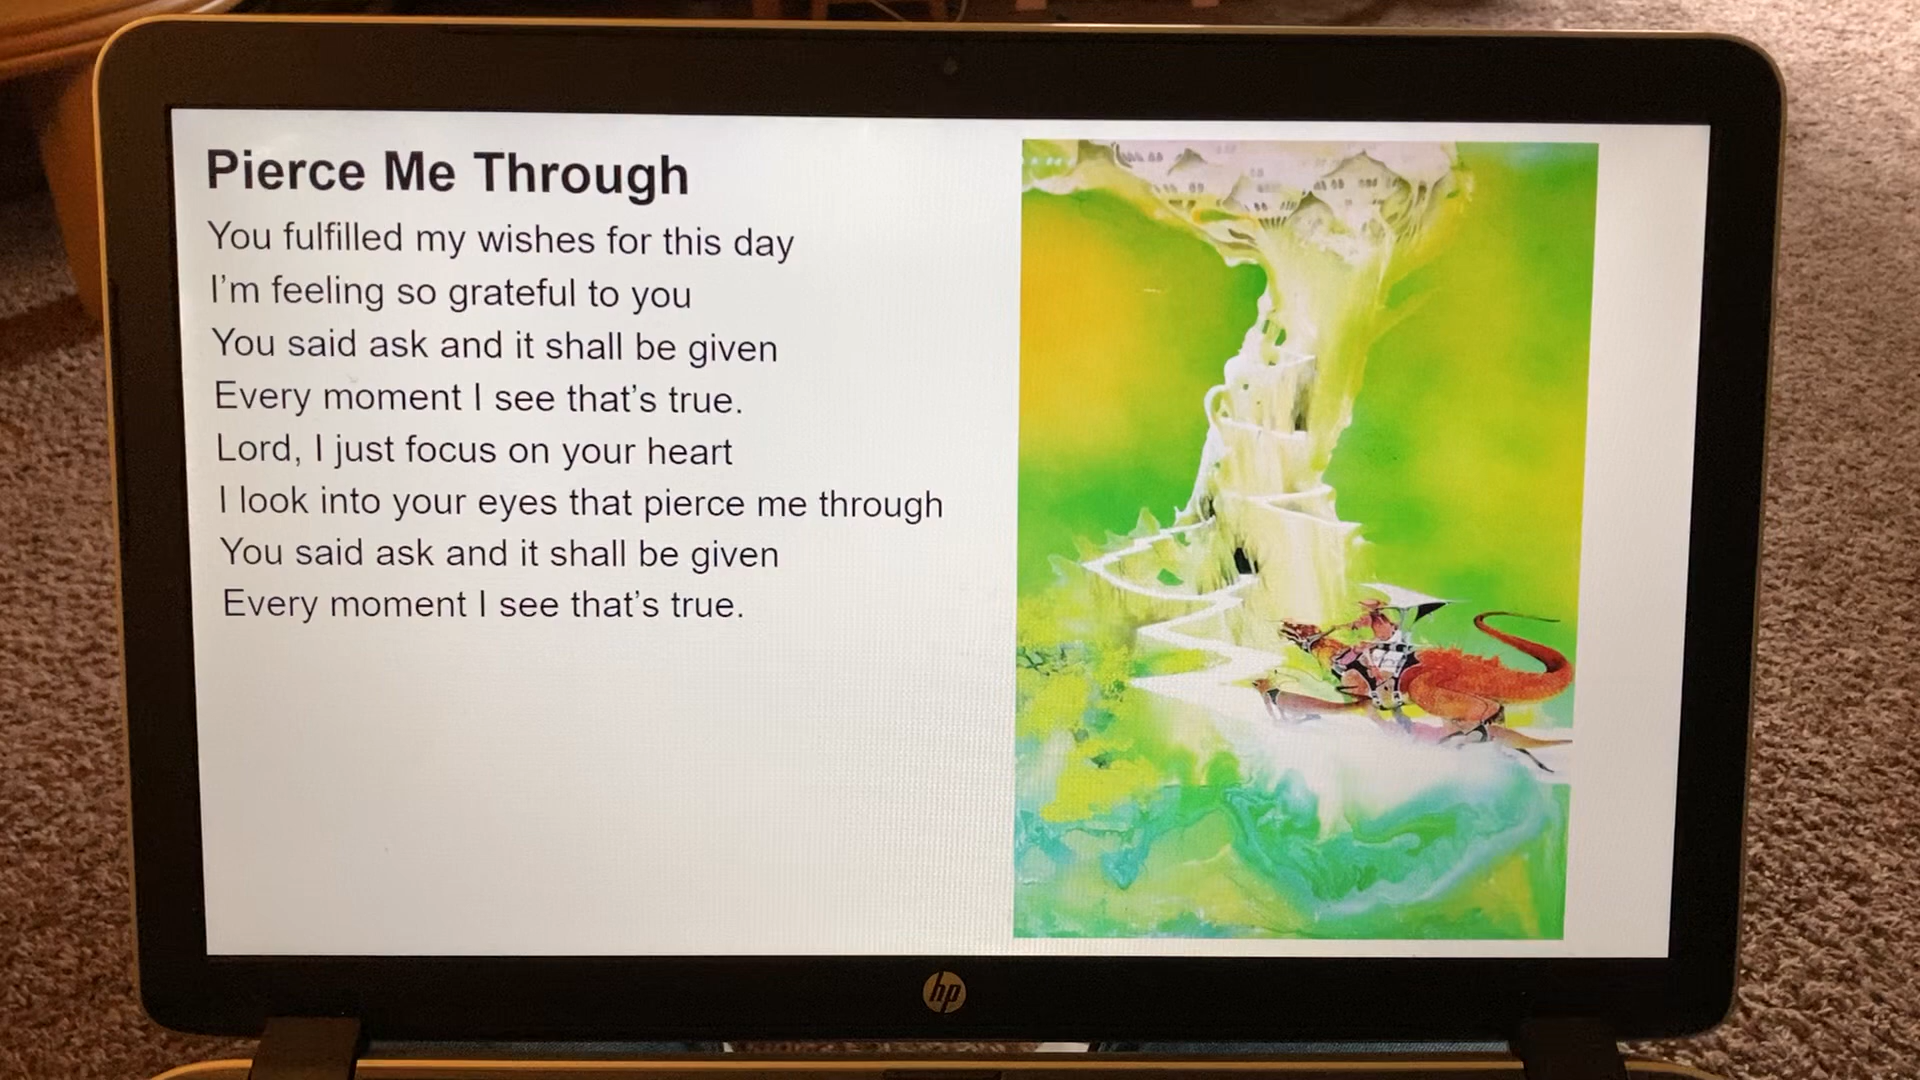 Pierce Me Through
You fulfilled my wishes for this day
I'm feeling so grateful to you
You said ask and it shall be given
Every moment I see that's true.
Lord, I just focus on your heart
I look into your eyes that pierce me through
You said ask and it shall be given
Every moment I see that's true.
hp